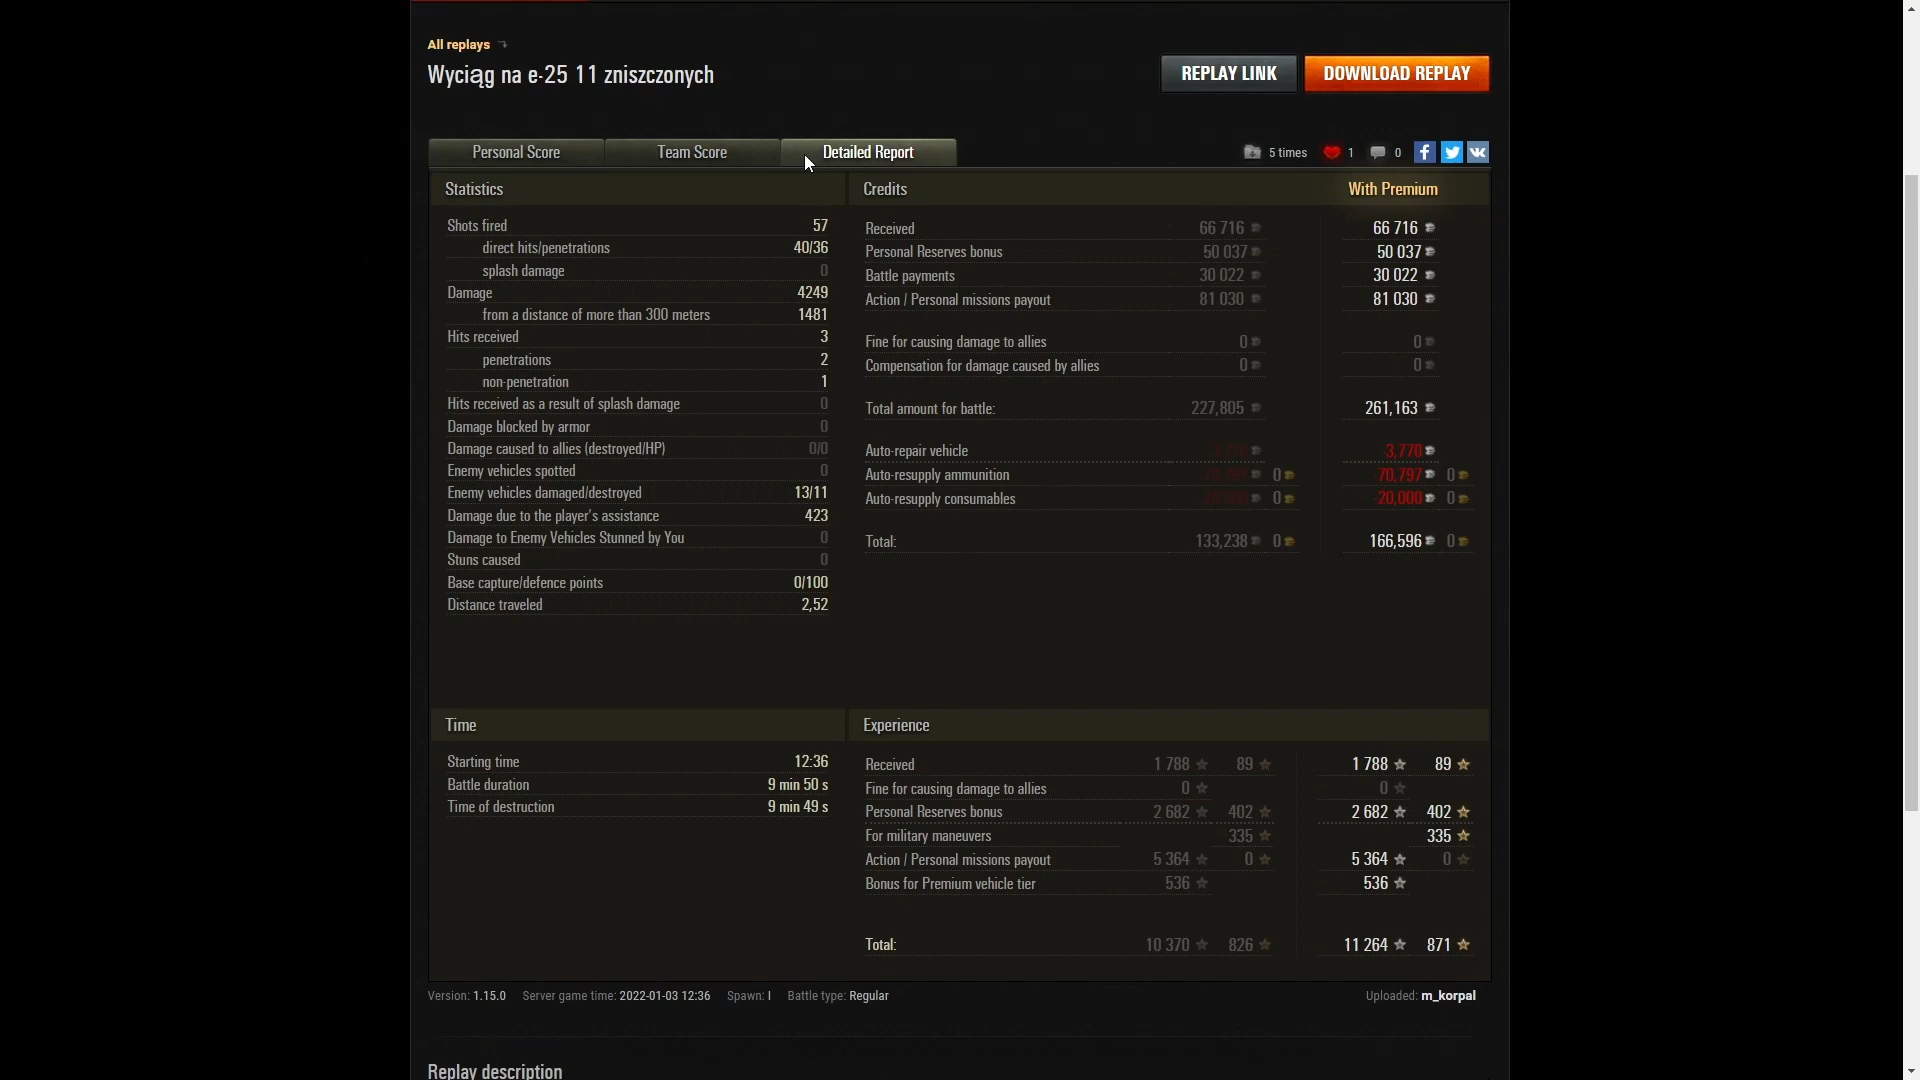 All replays
Wyciąg na e-25 11 zniszczonych
REPLAY LINK DOWNLOAD REPLAY
Personal Score Team Score Detailed Report 5 times 1 0
Statistics Credits With Premium
Shots fired 57
direct hits/penetrations 40/36
splash damage 0
Damage 4249
from a distance of more than 300 meters 1481
Hits received 3
penetrations 2
non-penetration 1
Hits received as a result of splash damage 0
Damage blocked by armor 0
Damage caused to allies (destroyed/HP) 0/0
Enemy vehicles spotted 0
Enemy vehicles damaged/destroyed 13/11
Damage due to the player's assistance 423
Damage to Enemy Vehicles Stunned by You 0
Stuns caused 0
Base capture/defence points 0/100
Distance traveled 2,52
Received 66 716 66 716
Personal Reserves bonus 50 037 50 037
Battle payments 30 022 30 022
Action / Personal missions payout 81 030 81 030
Fine for causing damage to allies 0 0
Compensation for damage caused by allies 0 0
Total amount for battle: 227,805 261,163
Auto-repair vehicle -3,770
Auto-resupply ammunition 0 -70,797 0
Auto-resupply consumables 0 -20,000 0
Total: 133,238 0 166,596 0
Time Experience
Starting time 12:36
Battle duration 9 min 50 s
Time of destruction 9 min 49 s
Received 1 788 89 1 788 89
Fine for causing damage to allies 0 0
Personal Reserves bonus 2 682 402 2 682 402
For military maneuvers 335 335
Action / Personal missions payout 5 364 0 5 364 0
Bonus for Premium vehicle tier 536 536
Total: 10 370 826 11 264 871
Version: 1.15.0 Server game time: 2022-01-03 12:36 Spawn: I Battle type: Regular Uploaded: m_korpal
Replay description